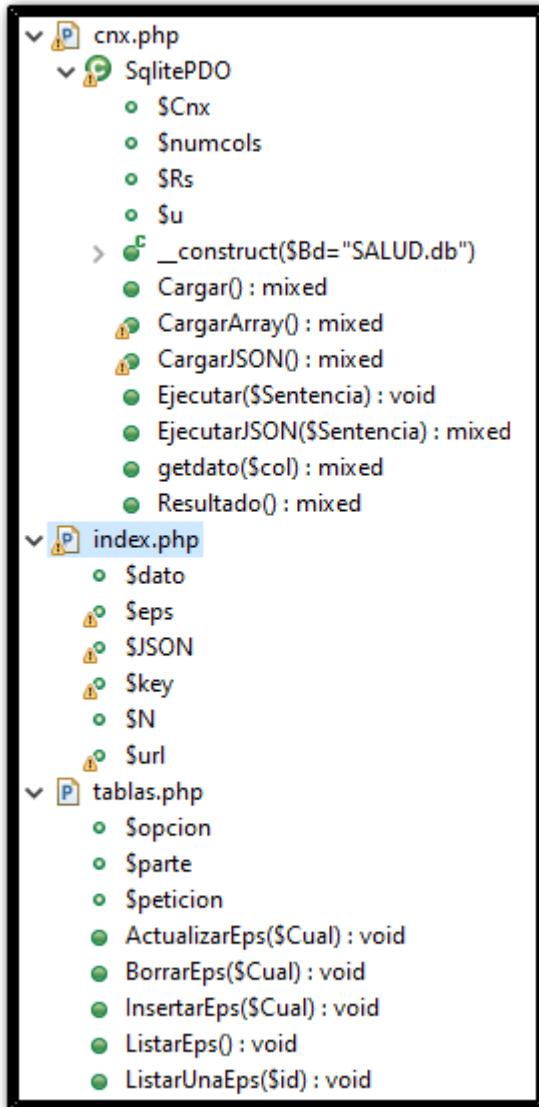 cnx.php
SqlitePDO
$Cnx
$numcols
$Rs
$u
__construct($Bd="SALUD.db")
Cargar() : mixed
CargarArray() : mixed
CargarJSON() : mixed
Ejecutar($Sentencia) : void
EjecutarJSON($Sentencia) : mixed
getdato($col) : mixed
Resultado() : mixed
index.php
$dato
$eps
$JSON
$key
$N
$url
tablas.php
$opcion
$parte
$peticion
ActualizarEps($Cual) : void
BorrarEps($Cual) : void
InsertarEps($Cual) : void
ListarEps() : void
ListarUnaEps($id) : void